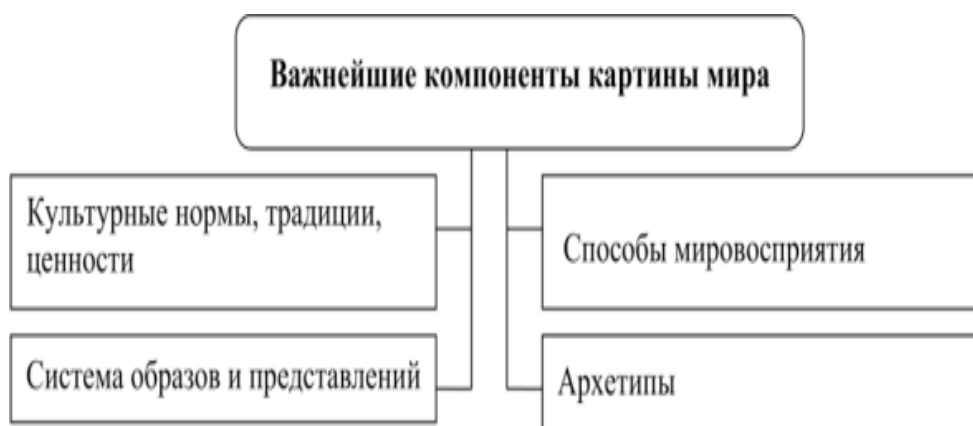 Важнейшие компоненты картины мира
Культурные нормы, традиции,
ценности
Способы мировосприятия
Система образов и представлений
Архетипы